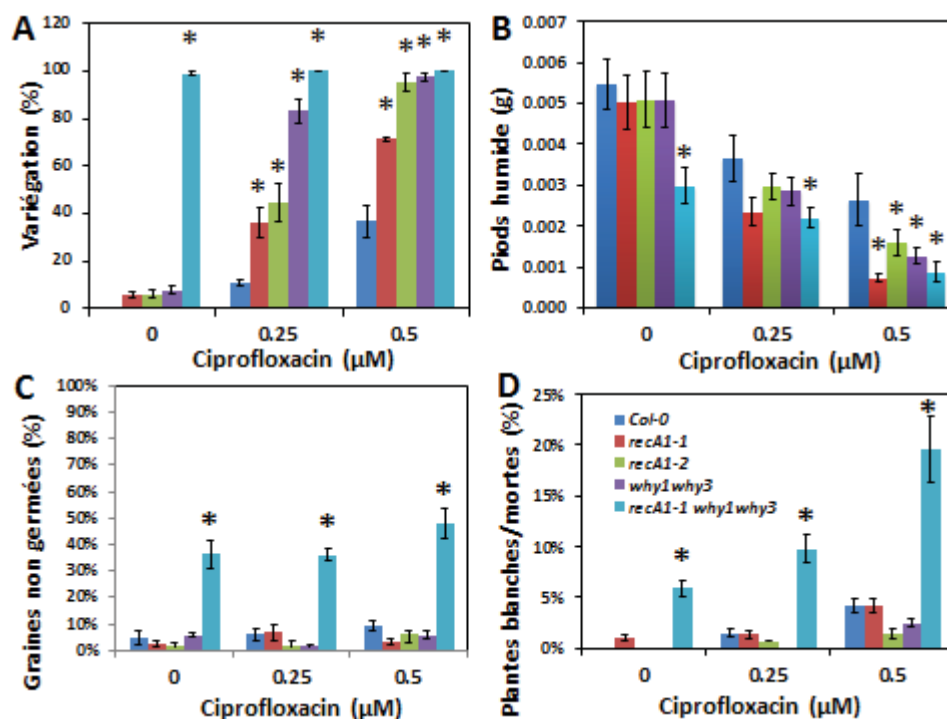 A
Variégation (%)
120
100
80
60
40
20
0
* * * * * * * * *
0 0.25 0.5
Ciprofloxacin (µM)
B
Piods humide (g)
0.007
0.006
0.005
0.004
0.003
0.002
0.001
0.000
* * * * * *
0 0.25 0.5
Ciprofloxacin (µM)
C
Graines non germées (%)
100%
90%
80%
70%
60%
50%
40%
30%
20%
10%
0%
* * *
0 0.25 0.5
Ciprofloxacin (µM)
D
Plantes blanches/mortes (%)
25%
20%
15%
10%
5%
0%
Col-0
recA1-1
recA1-2
why1why3
recA1-1 why1why3
* * *
0 0.25 0.5
Ciprofloxacin (µM)